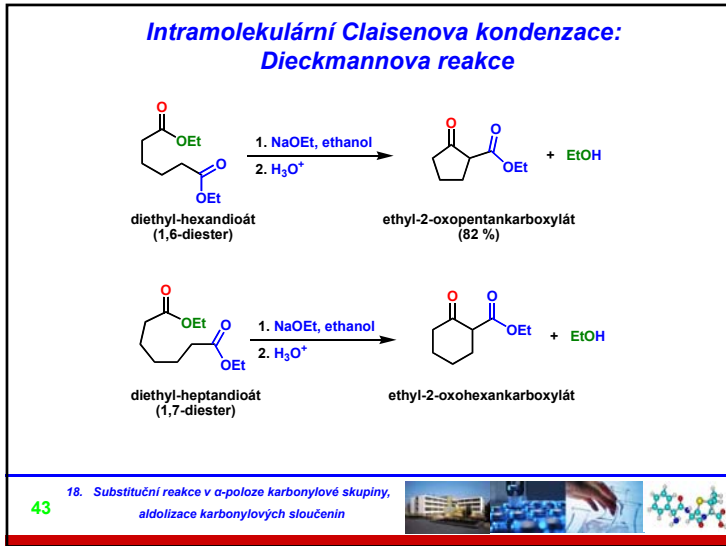 Intramolekulární Claisenova kondenzace:
Dieckmannova reakce
O
OEt
O
OEt
1. NaOEt, ethanol
2. H₃O⁺
O
O
OEt
+ EtOH
diethyl-hexandioát
(1,6-diester)
ethyl-2-oxopentankarboxylát
(82 %)
O
OEt
O
OEt
1. NaOEt, ethanol
2. H₃O⁺
O
O
OEt
+ EtOH
diethyl-heptandioát
(1,7-diester)
ethyl-2-oxohexankarboxylát
43
18. Substituční reakce v α-poloze karbonylové skupiny,
aldolizace karbonylových sloučenin